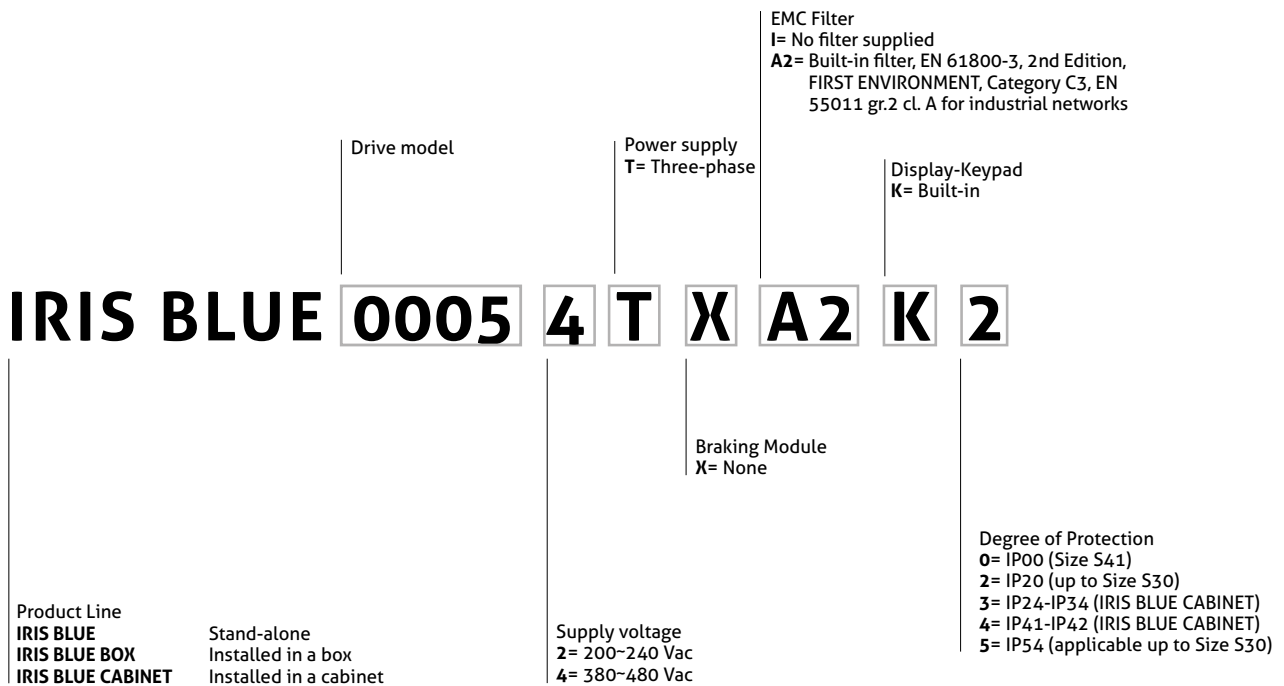 EMC Filter
I= No filter supplied
A2= Built-in filter, EN 61800-3, 2nd Edition,
FIRST ENVIRONMENT, Category C3, EN
55011 gr.2 cl. A for industrial networks
Drive model
Power supply
T= Three-phase
Display-Keypad
K= Built-in
IRIS BLUE 0005 4 T X A2 K 2
Braking Module
X= None
Degree of Protection
0= IP00 (Size S41)
2= IP20 (up to Size S30)
3= IP24-IP34 (IRIS BLUE CABINET)
4= IP41-IP42 (IRIS BLUE CABINET)
5= IP54 (applicable up to Size S30)
Product Line
IRIS BLUE Stand-alone
IRIS BLUE BOX Installed in a box
IRIS BLUE CABINET Installed in a cabinet
Supply voltage
2= 200~240 Vac
4= 380~480 Vac